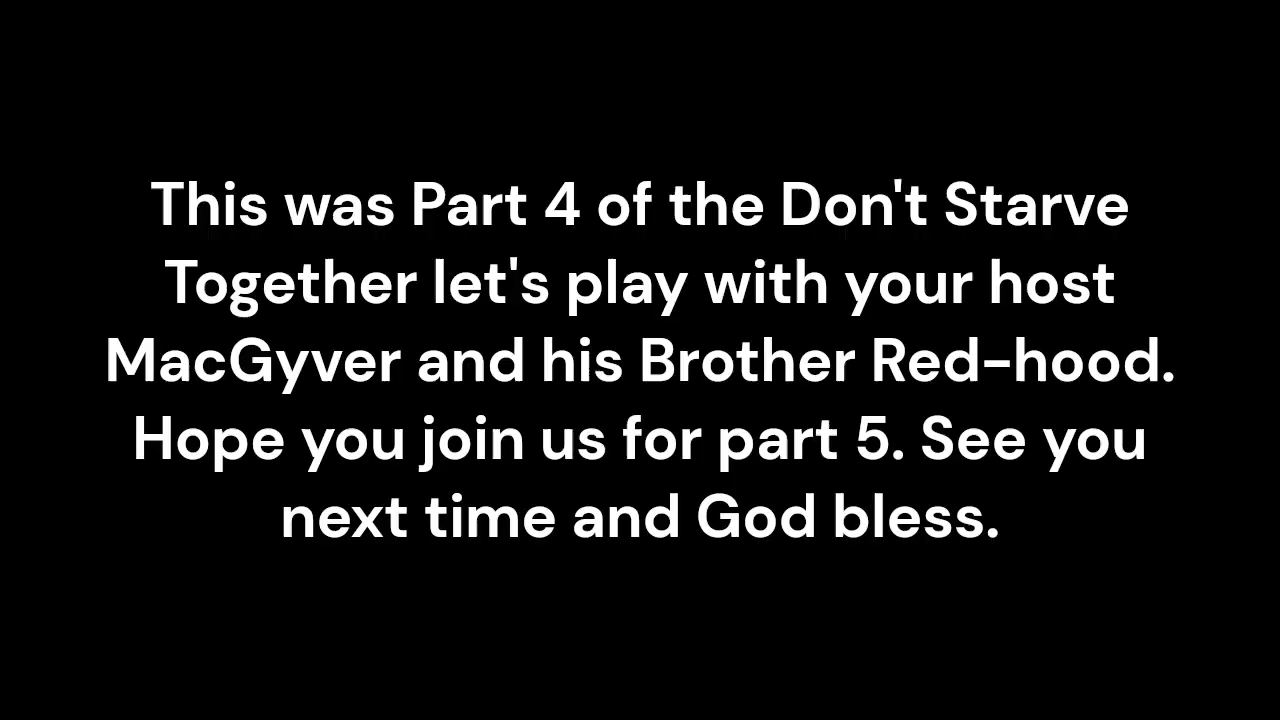 This was Part 4 of the Don't Starve
Together let's play with your host
MacGyver and his Brother Red-hood.
Hope you join us for part 5. See you
next time and God bless.